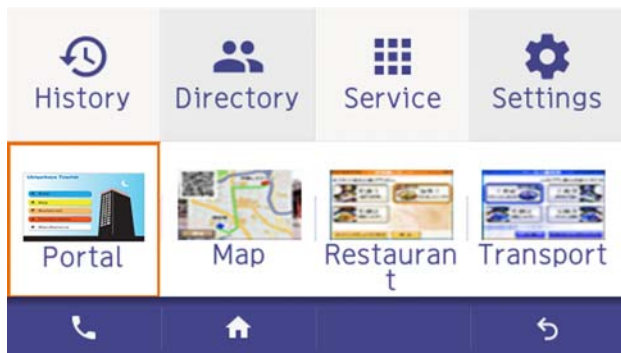 History
Directory
Service
Settings
Portal
Map
Restauran
t
Transport